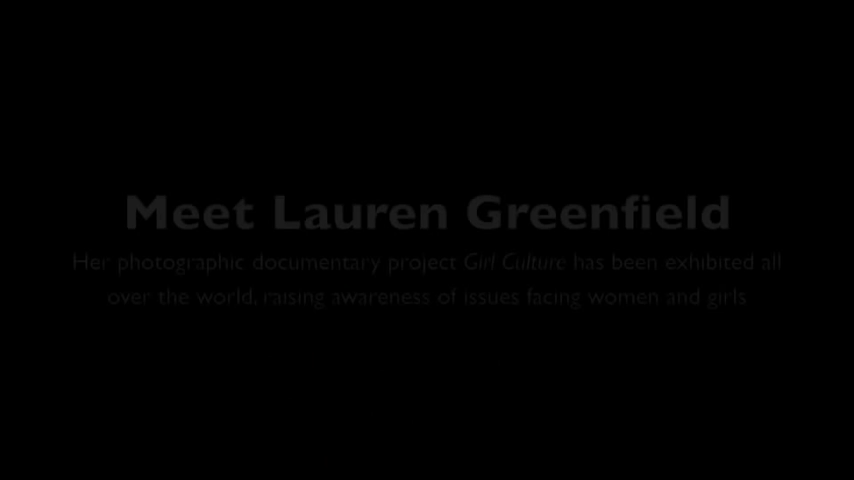 Meet Lauren Greenfield
Her photographic documentary project Girl Culture has been exhibited all
over the world, raising awareness of issues facing women and girls